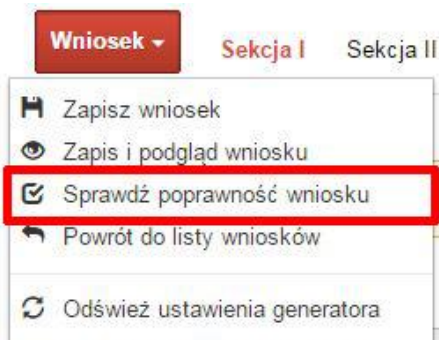 Wniosek Sekcja I Sekcja II
Zapisz wniosek
Zapis i podgląd wniosku
Sprawdź poprawność wniosku
Powrót do listy wniosków
Odśwież ustawienia generatora